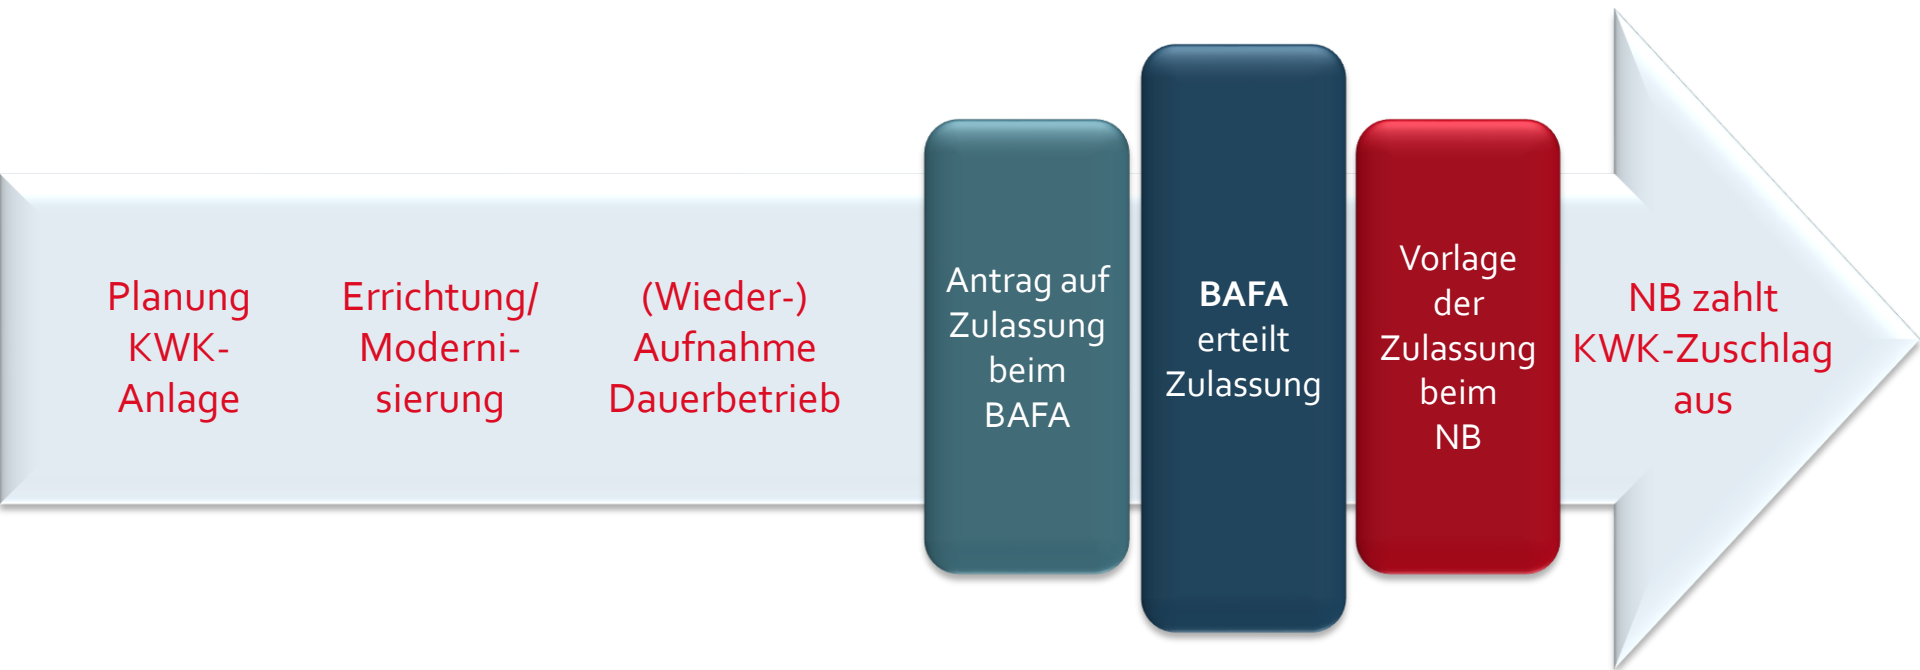 Planung
KWK-
Anlage
Errichtung/
Moderni-
sierung
(Wieder-)
Aufnahme
Dauerbetrieb
Antrag auf
Zulassung
beim
BAFA
BAFA
erteilt
Zulassung
Vorlage
der
Zulassung
beim
NB
NB zahlt
KWK-Zuschlag
aus